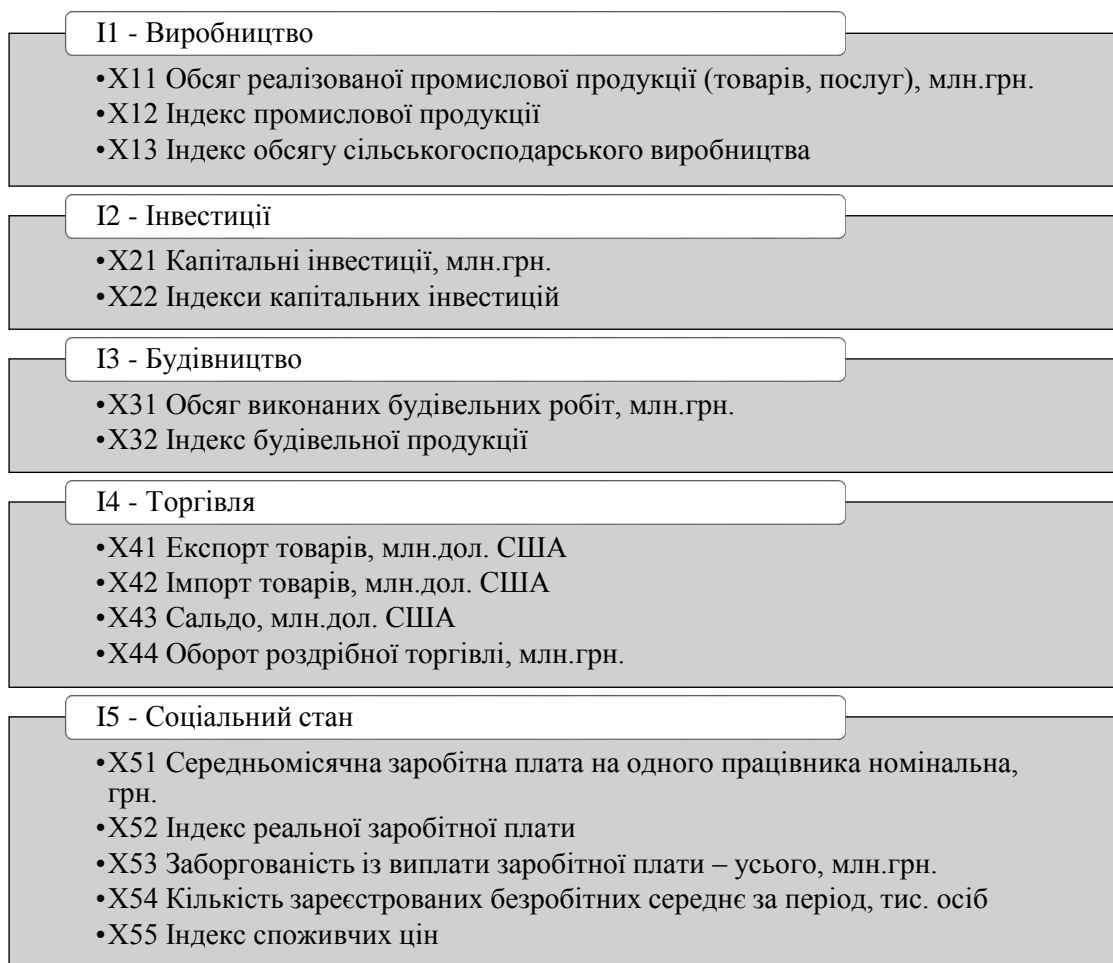 І1 - Виробництво
•X11 Обсяг реалізованої промислової продукції (товарів, послуг), млн.грн.
•X12 Індекс промислової продукції
•X13 Індекс обсягу сільськогосподарського виробництва
І2 - Інвестиції
•X21 Капітальні інвестиції, млн.грн.
•X22 Індекси капітальних інвестицій
І3 - Будівництво
•X31 Обсяг виконаних будівельних робіт, млн.грн.
•X32 Індекс будівельної продукції
І4 - Торгівля
•X41 Експорт товарів, млн.дол. США
•X42 Імпорт товарів, млн.дол. США
•X43 Сальдо, млн.дол. США
•X44 Оборот роздрібної торгівлі, млн.грн.
І5 - Соціальний стан
•X51 Середньомісячна заробітна плата на одного працівника номінальна,
грн.
•X52 Індекс реальної заробітної плати
•X53 Заборгованість із виплати заробітної плати – усього, млн.грн.
•X54 Кількість зареєстрованих безробітних середнє за період, тис. осіб
•X55 Індекс споживчих цін